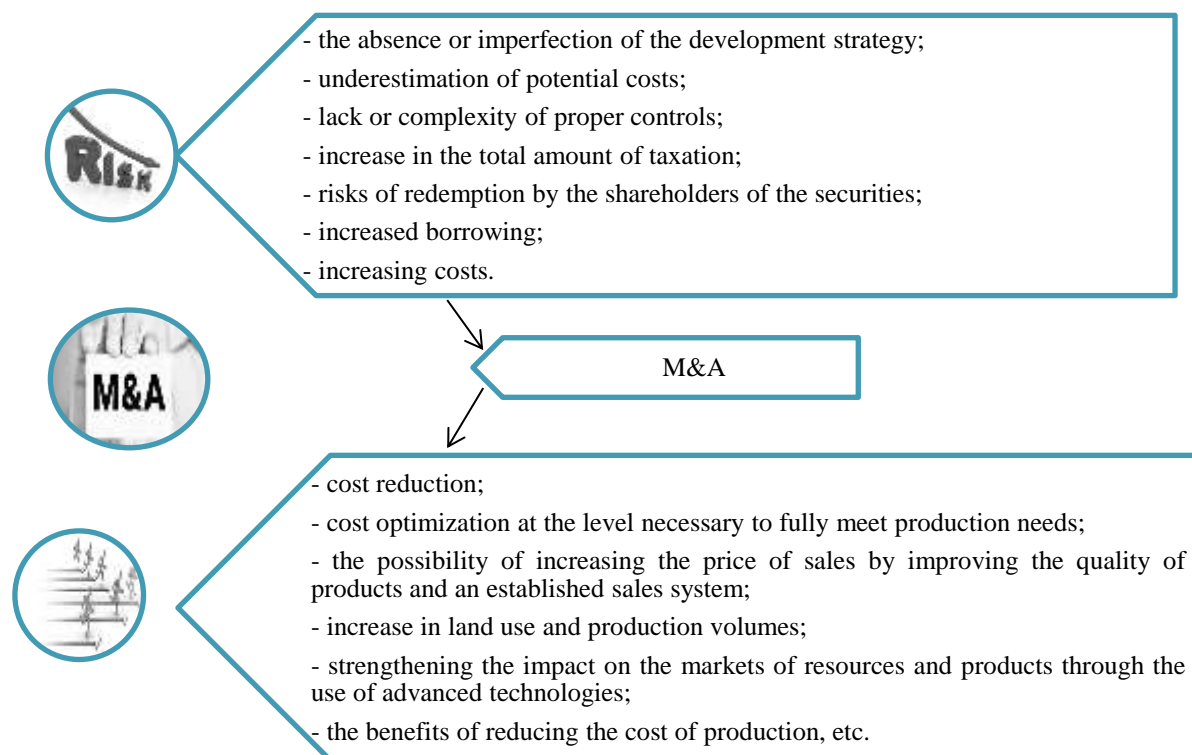 - the absence or imperfection of the development strategy;
- underestimation of potential costs;
- lack or complexity of proper controls;
- increase in the total amount of taxation;
- risks of redemption by the shareholders of the securities;
- increased borrowing;
- increasing costs.
RISK
M&A
M&A
- cost reduction;
- cost optimization at the level necessary to fully meet production needs;
- the possibility of increasing the price of sales by improving the quality of
products and an established sales system;
- increase in land use and production volumes;
- strengthening the impact on the markets of resources and products through the
use of advanced technologies;
- the benefits of reducing the cost of production, etc.